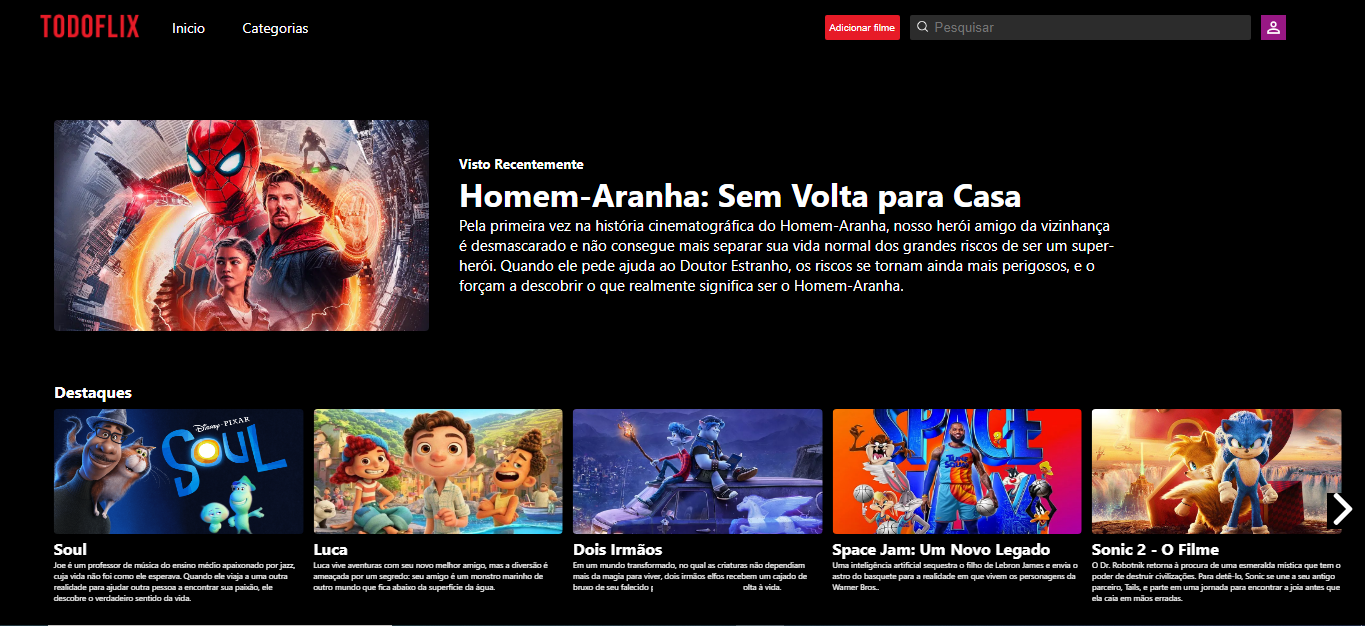 TODOFLIX
Inicio
Categorias
Adicionar filme
Pesquisar
Visto Recentemente
Homem-Aranha: Sem Volta para Casa
Pela primeira vez na história cinematográfica do Homem-Aranha, nosso herói amigo da vizinhança
é desmascarado e não consegue mais separar sua vida normal dos grandes riscos de ser um super-
herói. Quando ele pede ajuda ao Doutor Estranho, os riscos se tornam ainda mais perigosos, e o
forçam a descobrir o que realmente significa ser o Homem-Aranha.
Destaques
Disney · PIXAR
SOUL
SPACE JAM
TUNE SQUAD
Soul
Joe é um professor de música do ensino médio apaixonado por jazz,
cuja vida não foi como ele esperava. Quando ele viaja a uma outra
realidade para ajudar outra pessoa a encontrar sua paixão, ele
descobre o verdadeiro sentido da vida.
Luca
Luca vive aventuras com seu novo melhor amigo, mas a diversão é
ameaçada por um segredo: seu amigo é um monstro marinho de
outro mundo que fica abaixo da superfície da água.
Dois Irmãos
Em um mundo transformado, no qual as criaturas não dependiam
mais da magia para viver, dois irmãos elfos recebem um cajado de
bruxo de seu falecido olta à vida.
Space Jam: Um Novo Legado
Uma inteligência artificial sequestra o filho de Lebron James e envia o
astro do basquete para a realidade em que vivem os personagens da
Warner Bros..
Sonic 2 - O Filme
O Dr. Robotnik retorna à procura de uma esmeralda mística que tem o
poder de destruir civilizações. Para detê-lo, Sonic se une a seu antigo
parceiro, Tails, e parte em uma jornada para encontrar a joia antes que
ela caia em mãos erradas.